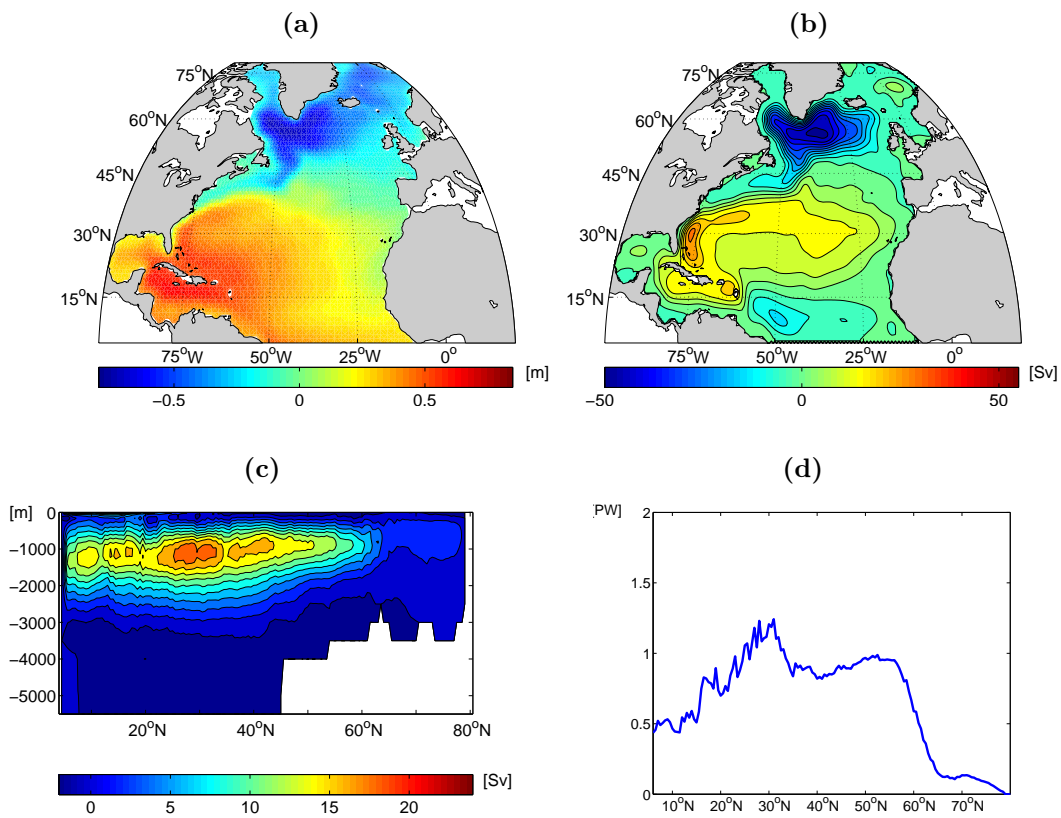 (a) (b)
75°N 60°N 45°N 30°N 15°N
75°W 50°W 25°W 0°
−0.5 0 0.5 [m]
75°N 60°N 45°N 30°N 15°N
75°W 50°W 25°W 0°
−50 0 50 [Sv]
(c) (d)
[m] 0 −1000 −2000 −3000 −4000 −5000
20°N 40°N 60°N 80°N
0 5 10 15 20 [Sv]
PW] 2 1.5 1 0.5 0
10°N 20°N 30°N 40°N 50°N 60°N 70°N